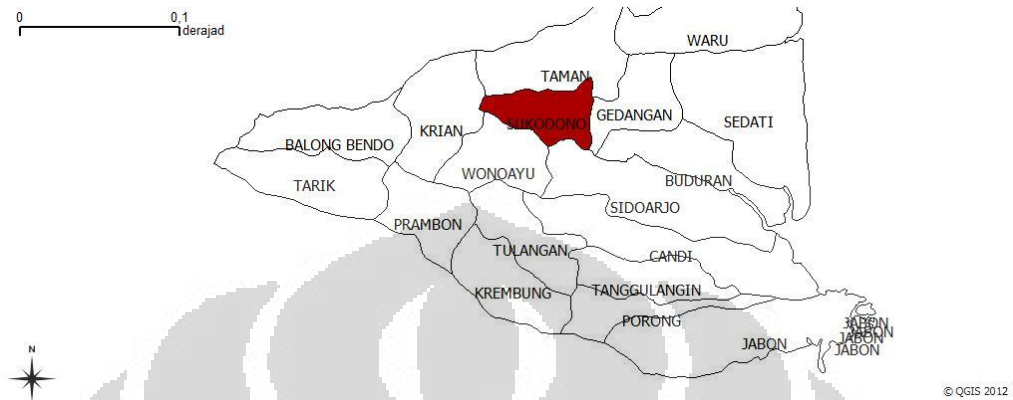 0 0,1
derajad
WARU
TAMAN
SUKODONO
GEDANGAN
SEDATI
KRIAN
BALONG BENDO
WONOAYU
TARIK
BUDURAN
SIDOARJO
PRAMBON
TULANGAN
CANDI
KREMBUNG
TANGGULANGIN
PORONG
JABON
JABON
JABON
JABON
JABON
N
© QGIS 2012